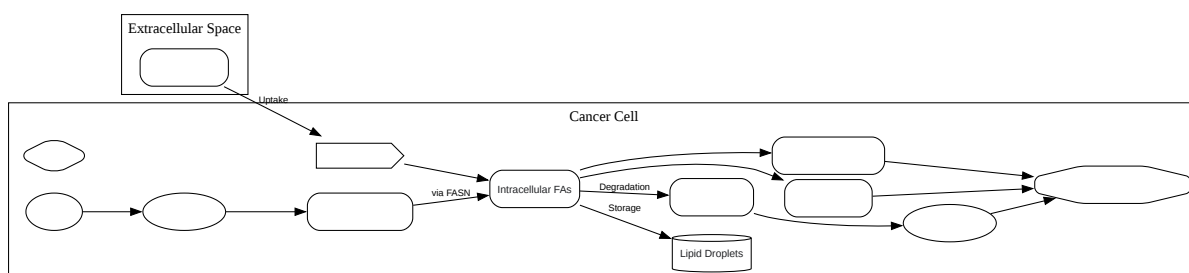 Extracellular Space
Uptake
Cancer Cell
via FASN
Intracellular FAs
Degradation
Storage
Lipid Droplets